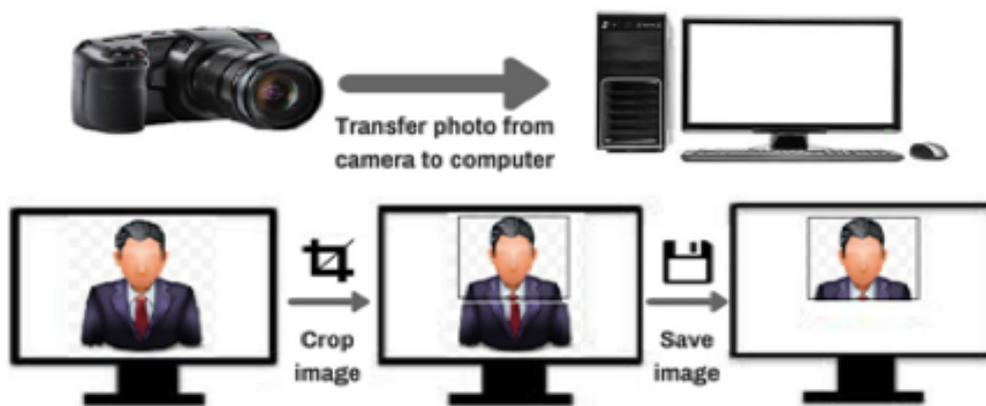 Transfer photo from
camera to computer
Crop
image
Save
image